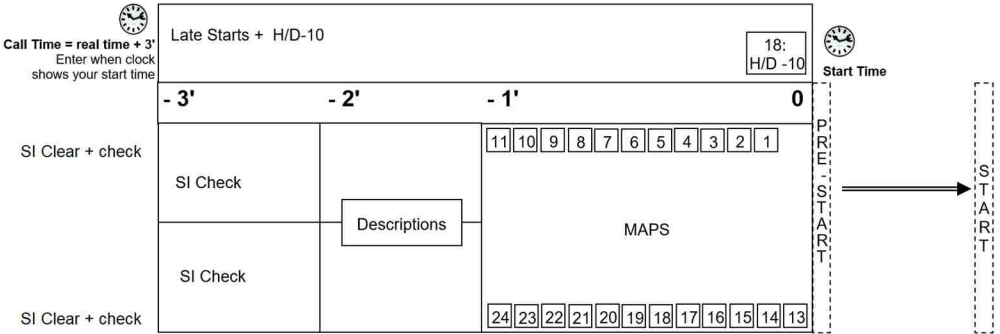 Call Time = real time + 3'
Enter when clock
shows your start time
Late Starts + H/D-10
18:
H/D -10
Start Time
- 3' - 2' - 1' 0
SI Clear + check
11 10 9 8 7 6 5 4 3 2 1
SI Check
Descriptions
MAPS
SI Check
SI Clear + check
24 23 22 21 20 19 18 17 16 15 14 13
PRE-START
START